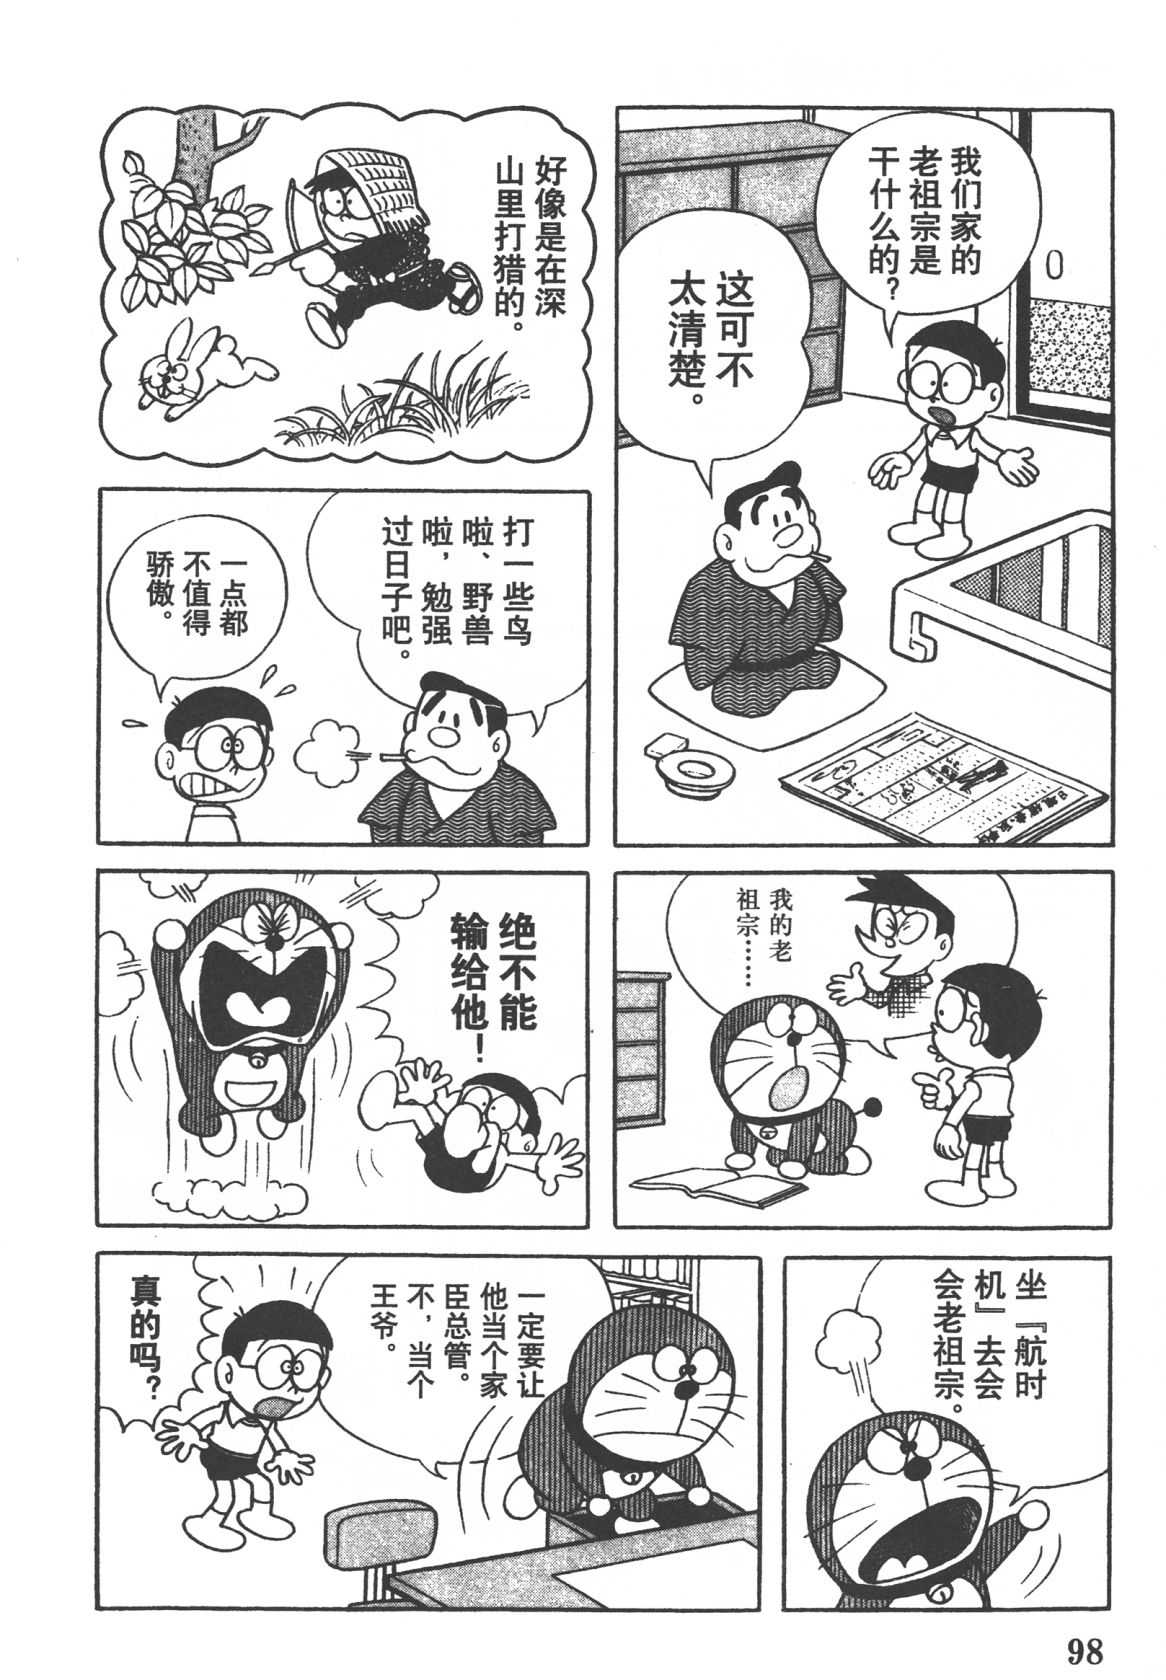 我们家的
老祖宗是
干什么的？
这可不
太清楚。
好像是在深
山里打猎的。
打一些鸟
啦、野兽
啦，勉强
过日子吧。
一点都
不值得
骄傲。
我的老
祖宗……
绝不能
输给他！
坐『航时
机』去会
会老祖宗。
一定要让
他当个家
臣总管。
不，当个
王爷。
真的吗？
98